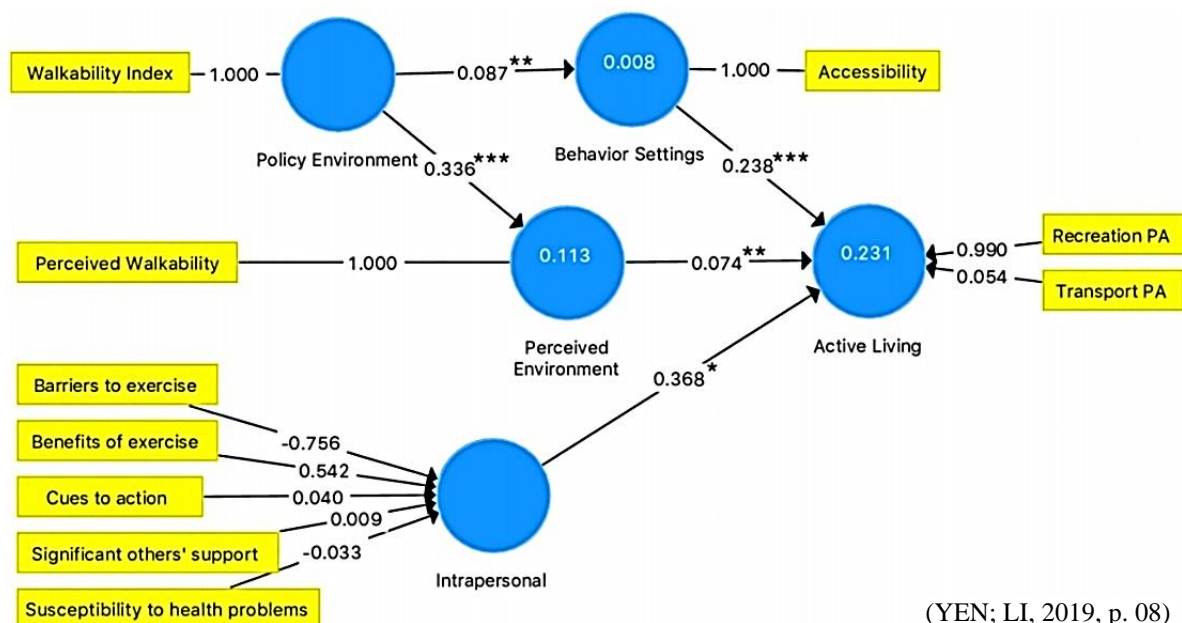 Walkability Index
1.000
0.087**
0.008
1.000
Accessibility
Policy Environment
Behavior Settings
0.336***
0.238***
Perceived Walkability
1.000
0.113
0.074**
0.231
0.990
Recreation PA
0.054
Transport PA
Perceived
Environment
Active Living
0.368*
Barriers to exercise
-0.756
Benefits of exercise
0.542
Cues to action
0.040
0.009
Significant others' support
-0.033
Susceptibility to health problems
Intrapersonal
(YEN; LI, 2019, p. 08)